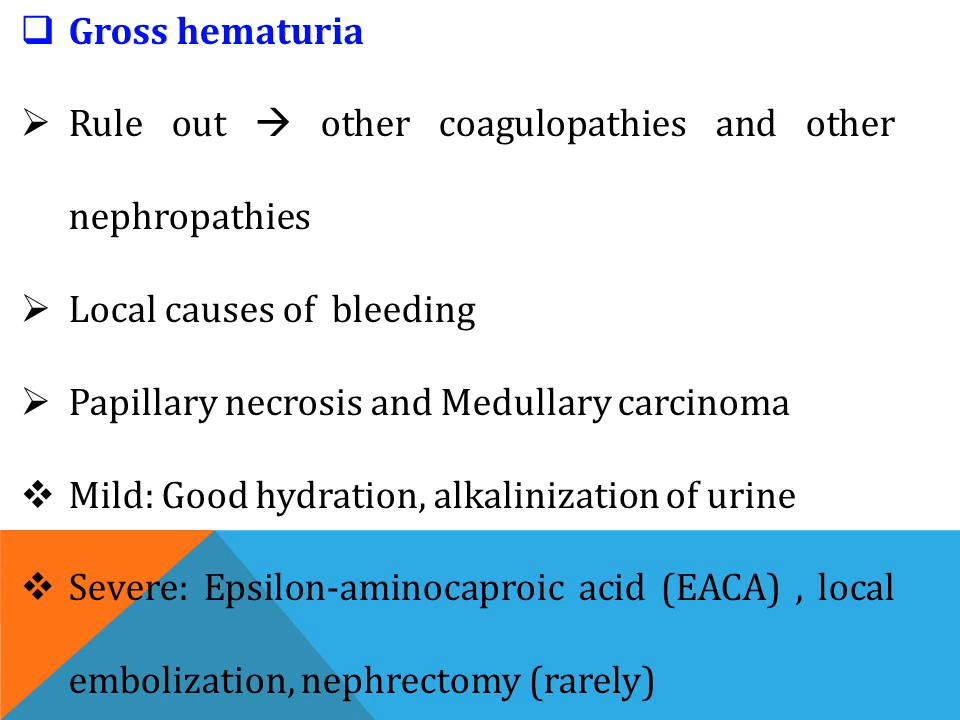 ❑ Gross hematuria
➢ Rule out → other coagulopathies and other
nephropathies
➢ Local causes of bleeding
➢ Papillary necrosis and Medullary carcinoma
❖ Mild: Good hydration, alkalinization of urine
❖ Severe: Epsilon-aminocaproic acid (EACA) , local
embolization, nephrectomy (rarely)